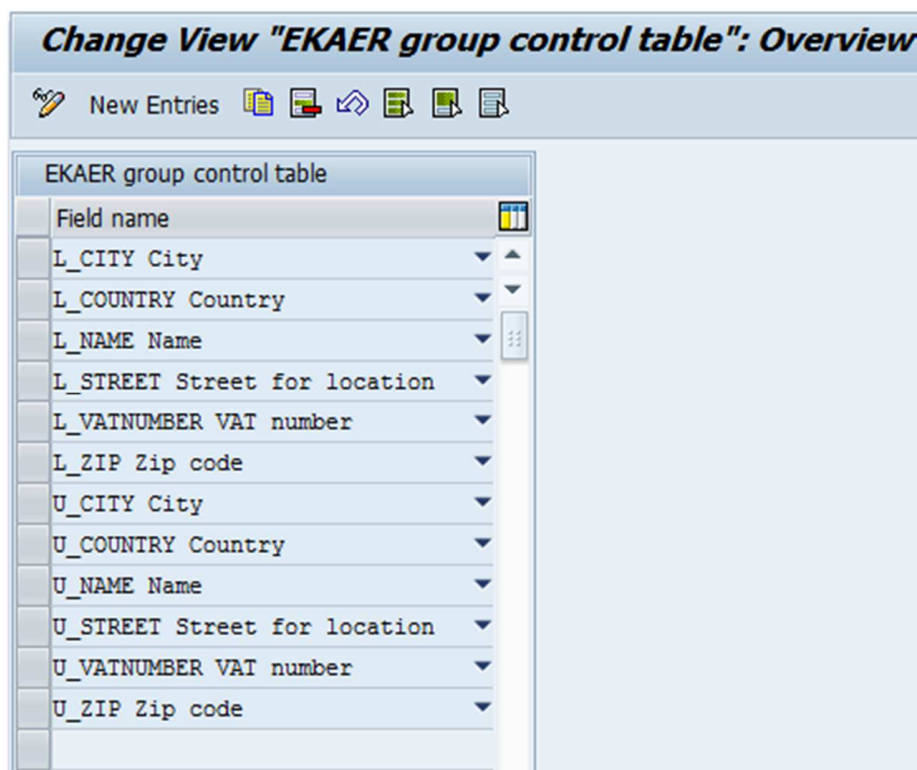 Change View "EKAER group control table": Overview
New Entries
EKAER group control table
Field name
L_CITY City
L_COUNTRY Country
L_NAME Name
L_STREET Street for location
L_VATNUMBER VAT number
L_ZIP Zip code
U_CITY City
U_COUNTRY Country
U_NAME Name
U_STREET Street for location
U_VATNUMBER VAT number
U_ZIP Zip code